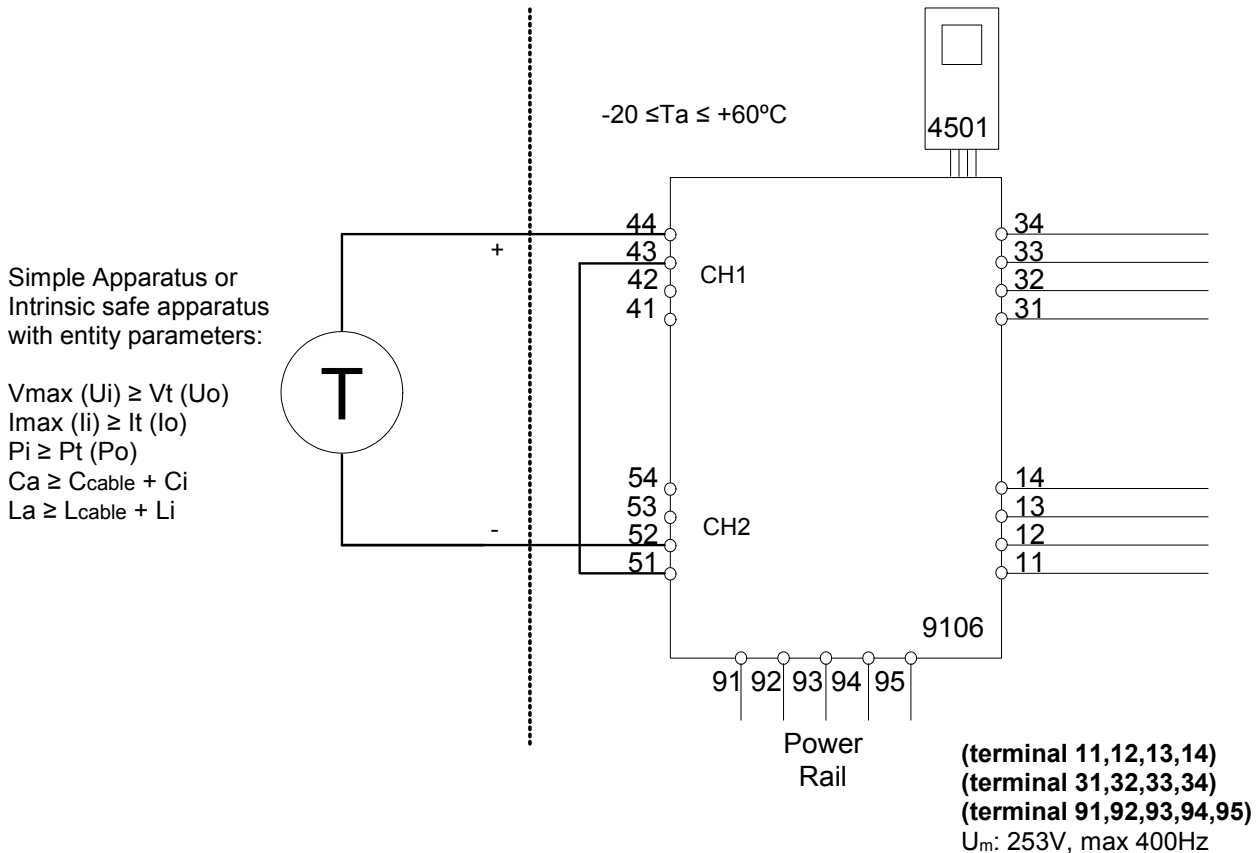 -20 ≤Ta ≤ +60ºC
4501
Simple Apparatus or
Intrinsic safe apparatus
with entity parameters:
Vmax (Ui) ≥ Vt (Uo)
Imax (Ii) ≥ It (Io)
Pi ≥ Pt (Po)
Ca ≥ Ccable + Ci
La ≥ Lcable + Li
T
+
-
44
43
42
41
CH1
54
53
52
51
CH2
34
33
32
31
14
13
12
11
9106
91 92 93 94 95
Power
Rail
(terminal 11,12,13,14)
(terminal 31,32,33,34)
(terminal 91,92,93,94,95)
Um: 253V, max 400Hz